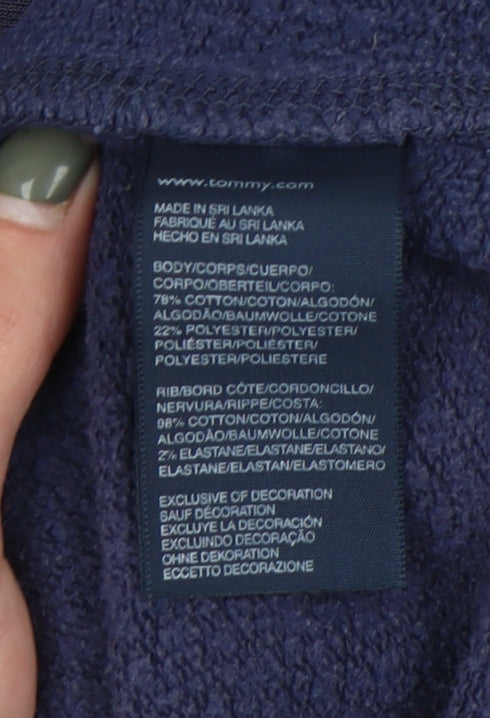 www.tommy.com
MADE IN SRI LANKA
FABRIQUÉ AU SRI LANKA
HECHO EN SRI LANKA
BODY/CORPS/CUERPO/
CORPO/OBERTEIL/CORPO:
78% COTTON/COTON/ALGODÓN/
ALGODÃO/BAUMWOLLE/COTONE
22% POLYESTER/POLYESTER/
POLIÉSTER/POLIÉSTER/
POLYESTER/POLIESTERE
RIB/BORD CÔTE/CORDONCILLO/
NERVURA/RIPPE/COSTA:
98% COTTON/COTON/ALGODÓN/
ALGODÃO/BAUMWOLLE/COTONE
2% ELASTANE/ELASTANE/ELASTANO/
ELASTANE/ELASTAN/ELASTOMERO
EXCLUSIVE OF DECORATION
SAUF DÉCORATION
EXCLUYE LA DECORACIÓN
EXCLUINDO DECORAÇÃO
OHNE DEKORATION
ECCETTO DECORAZIONE